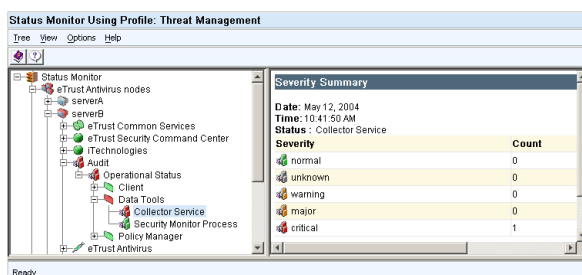 Status Monitor Using Profile: Threat Management
Tree View Options Help
Status Monitor
eTrust Antivirus nodes
serverA
serverB
eTrust Common Services
eTrust Security Command Center
iTechnologies
Audit
Operational Status
Client
Data Tools
Collector Service
Security Monitor Process
Policy Manager
eTrust Antivirus
Severity Summary
Date: May 12, 2004
Time: 10:41:50 AM
Status : Collector Service
Severity Count
normal 0
unknown 0
warning 0
major 0
critical 1
Ready